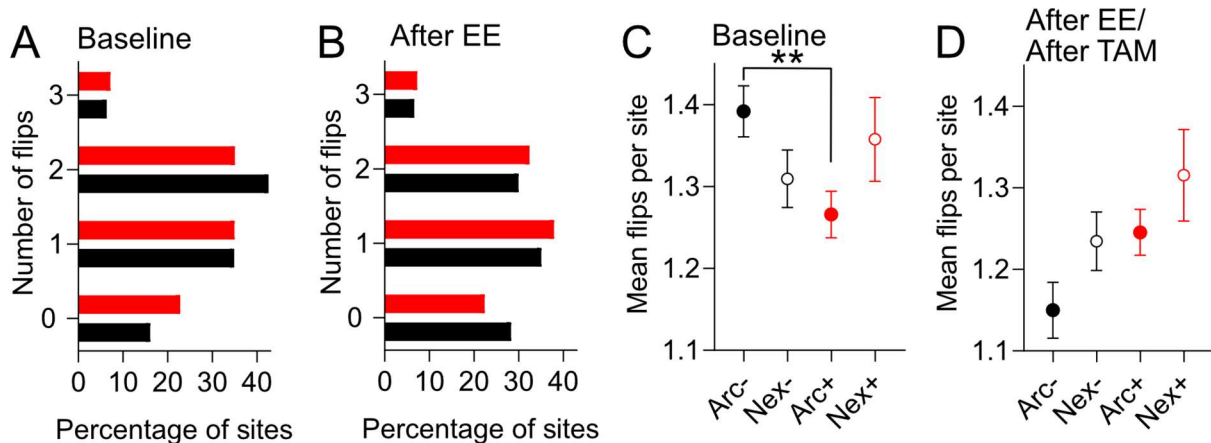 A
Baseline
Number of flips
3
2
1
0
0 10 20 30 40
Percentage of sites
B
After EE
Number of flips
3
2
1
0
0 10 20 30 40
Percentage of sites
C
Baseline
**
Mean flips per site
1.4
1.3
1.2
1.1
Arc- Nex- Arc+ Nex+
D
After EE/
After TAM
Mean flips per site
1.4
1.3
1.2
1.1
Arc- Nex- Arc+ Nex+